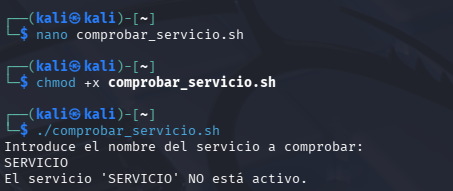 ┌──(kali㉿kali)-[~]
└─$ nano comprobar_servicio.sh
┌──(kali㉿kali)-[~]
└─$ chmod +x comprobar_servicio.sh
┌──(kali㉿kali)-[~]
└─$ ./comprobar_servicio.sh
Introduce el nombre del servicio a comprobar:
SERVICIO
El servicio 'SERVICIO' NO está activo.